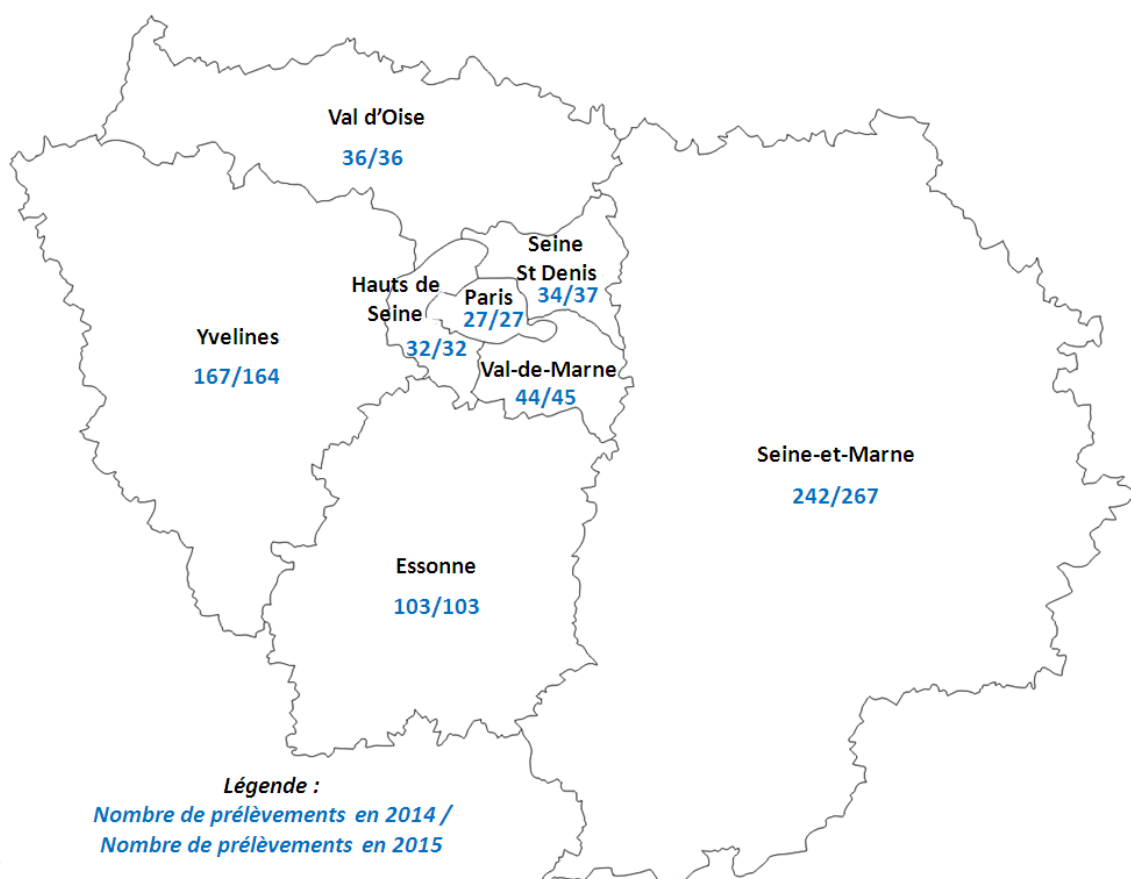 Val d’Oise
36/36
Seine
St Denis
34/37
Hauts de
Seine
32/32
Paris
27/27
Yvelines
167/164
Val-de-Marne
44/45
Seine-et-Marne
242/267
Essonne
103/103
Légende :
Nombre de prélèvements en 2014 /
Nombre de prélèvements en 2015